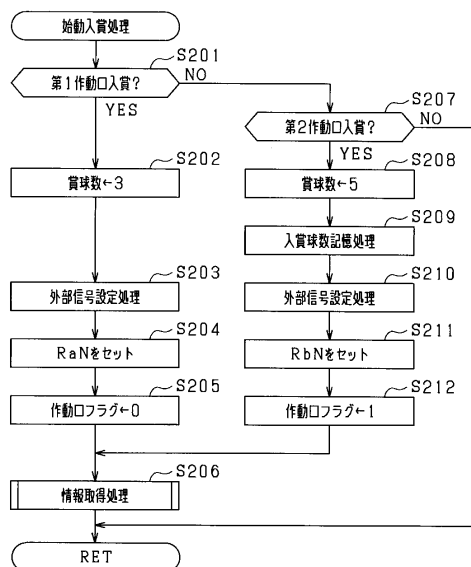 始動入賞処理
S201
第1作動口入賞?
NO
YES
S202
賞球数←3
S203
外部信号設定処理
S204
RaNをセット
S205
作動口フラグ←0
S206
情報取得処理
RET
S207
第2作動口入賞?
NO
YES
S208
賞球数←5
S209
入賞球数記憶処理
S210
外部信号設定処理
S211
RbNをセット
S212
作動口フラグ←1